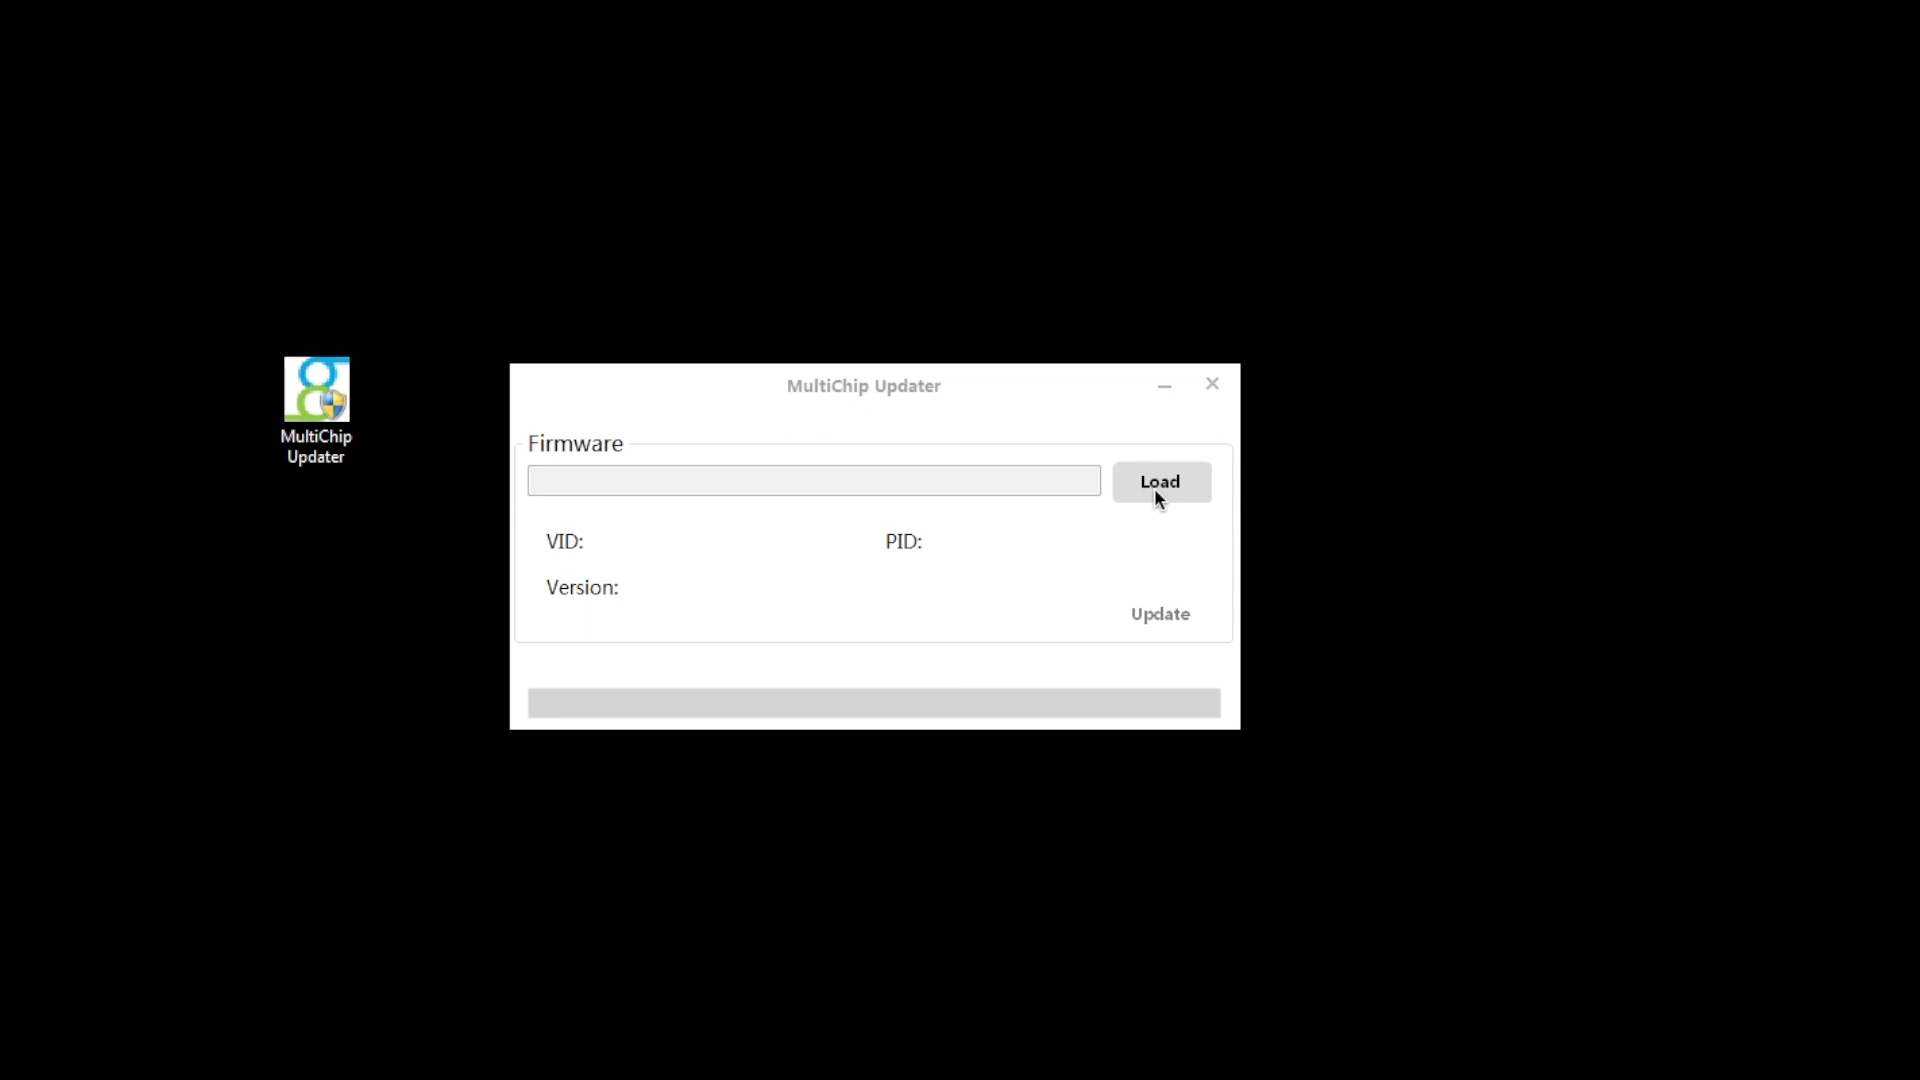 MultiChip
Updater
MultiChip Updater
Firmware
Load
VID:
PID:
Version:
Update